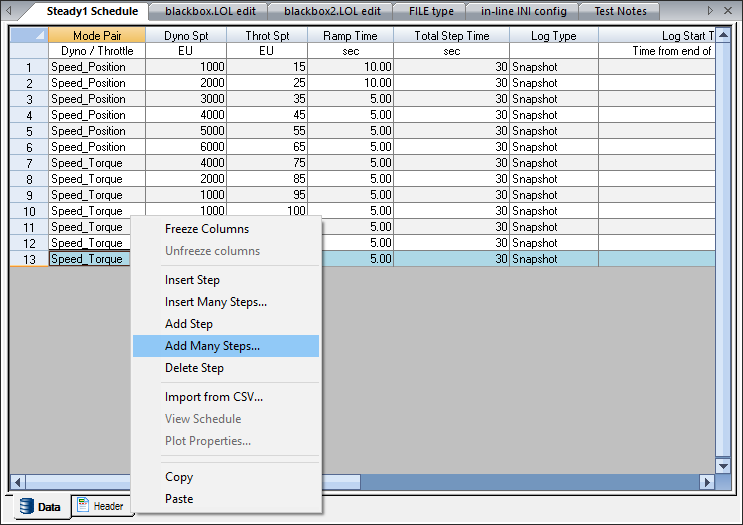 Steady1 Schedule blackbox.LOL edit blackbox2.LOL edit FILE type in-line INI config Test Notes
Mode Pair Dyno Spt Throt Spt Ramp Time Total Step Time Log Type Log Start T
Dyno / Throttle EU EU sec sec Time from end of
1 Speed_Position 1000 15 10.00 30 Snapshot
2 Speed_Position 2000 25 10.00 30 Snapshot
3 Speed_Position 3000 35 5.00 30 Snapshot
4 Speed_Position 4000 45 5.00 30 Snapshot
5 Speed_Position 5000 55 5.00 30 Snapshot
6 Speed_Position 6000 65 5.00 30 Snapshot
7 Speed_Torque 4000 75 5.00 30 Snapshot
8 Speed_Torque 2000 85 5.00 30 Snapshot
9 Speed_Torque 1000 95 5.00 30 Snapshot
10 Speed_Torque 1000 100 5.00 30 Snapshot
11 Speed_Torque 5.00 30 Snapshot
12 Speed_Torque 5.00 30 Snapshot
13 Speed_Torque 5.00 30 Snapshot
Freeze Columns
Unfreeze columns
Insert Step
Insert Many Steps...
Add Step
Add Many Steps...
Delete Step
Import from CSV...
View Schedule
Plot Properties...
Copy
Paste
Data Header